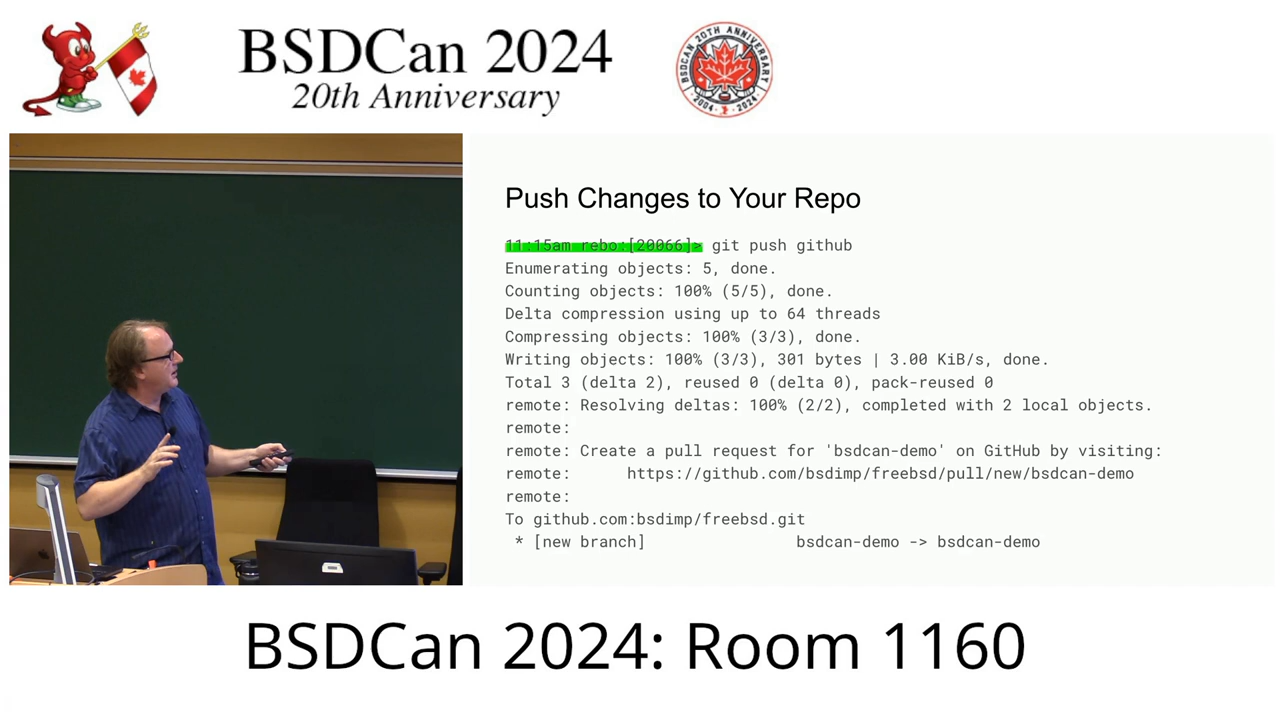 BSDCan 2024
20th Anniversary
BSDCAN 20TH ANNIVERSARY
2004 2024
Push Changes to Your Repo
11:15am rebo:[20066]> git push github
Enumerating objects: 5, done.
Counting objects: 100% (5/5), done.
Delta compression using up to 64 threads
Compressing objects: 100% (3/3), done.
Writing objects: 100% (3/3), 301 bytes | 3.00 KiB/s, done.
Total 3 (delta 2), reused 0 (delta 0), pack-reused 0
remote: Resolving deltas: 100% (2/2), completed with 2 local objects.
remote:
remote: Create a pull request for 'bsdcan-demo' on GitHub by visiting:
remote:      https://github.com/bsdimp/freebsd/pull/new/bsdcan-demo
remote:
To github.com:bsdimp/freebsd.git
 * [new branch]                bsdcan-demo -> bsdcan-demo
BSDCan 2024: Room 1160